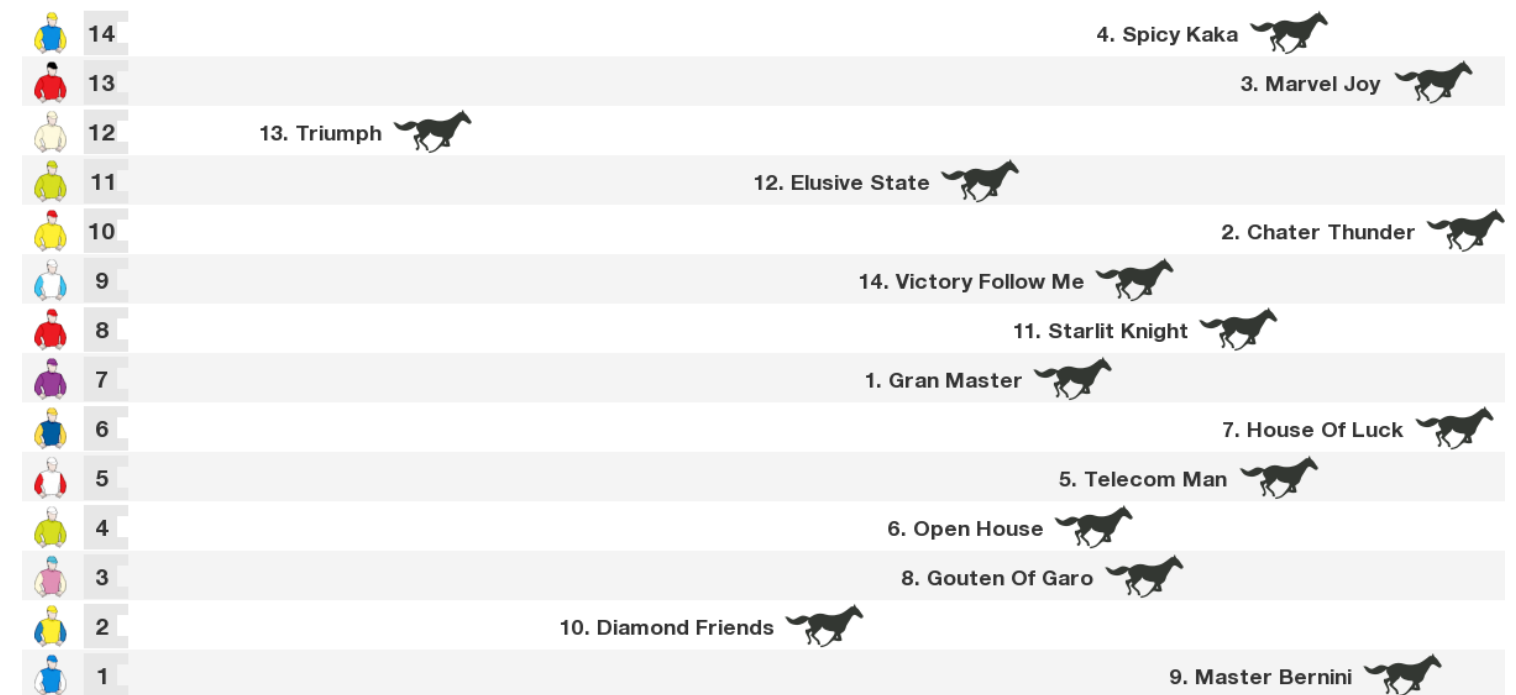 14 4. Spicy Kaka
13 3. Marvel Joy
12 13. Triumph
11 12. Elusive State
10 2. Chater Thunder
9 14. Victory Follow Me
8 11. Starlit Knight
7 1. Gran Master
6 7. House Of Luck
5 5. Telecom Man
4 6. Open House
3 8. Gouten Of Garo
2 10. Diamond Friends
1 9. Master Bernini